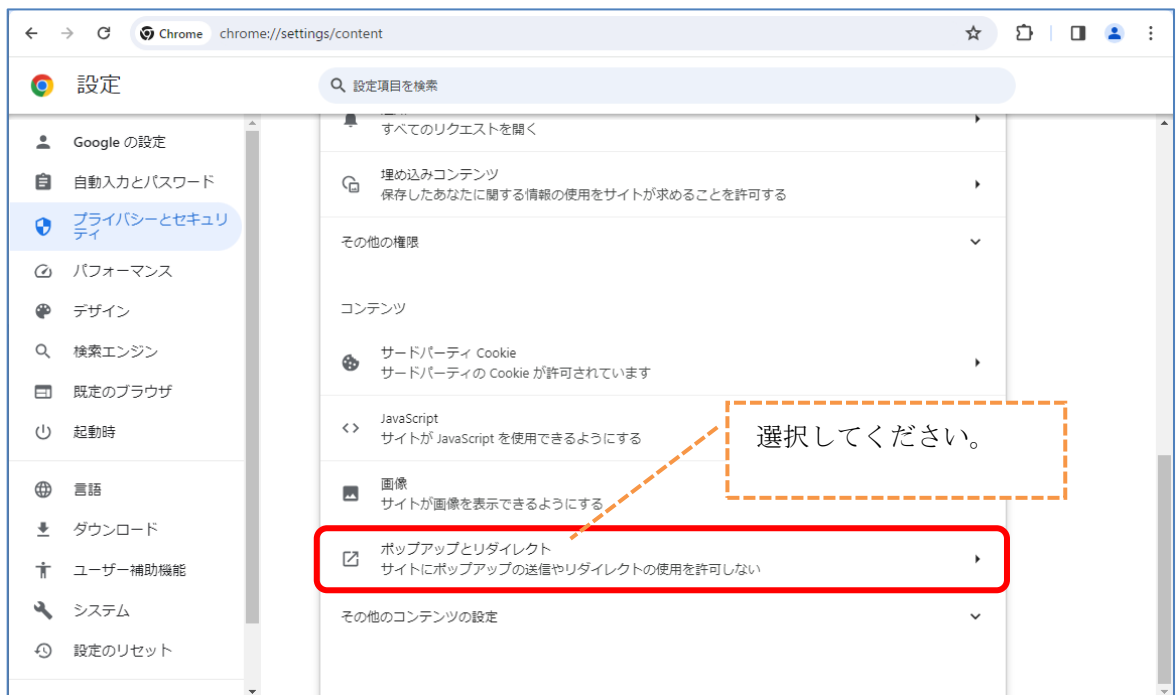 Chrome chrome://settings/content
設定
設定項目を検索
Google の設定
自動入力とパスワード
プライバシーとセキュリ
ティ
パフォーマンス
デザイン
検索エンジン
既定のブラウザ
起動時
言語
ダウンロード
ユーザー補助機能
システム
設定のリセット
すべてのリクエストを開く
埋め込みコンテンツ
保存したあなたに関する情報の使用をサイトが求めることを許可する
その他の権限
コンテンツ
サードパーティ Cookie
サードパーティの Cookie が許可されています
JavaScript
サイトが JavaScript を使用できるようにする
選択してください。
画像
サイトが画像を表示できるようにする
ポップアップとリダイレクト
サイトにポップアップの送信やリダイレクトの使用を許可しない
その他のコンテンツの設定